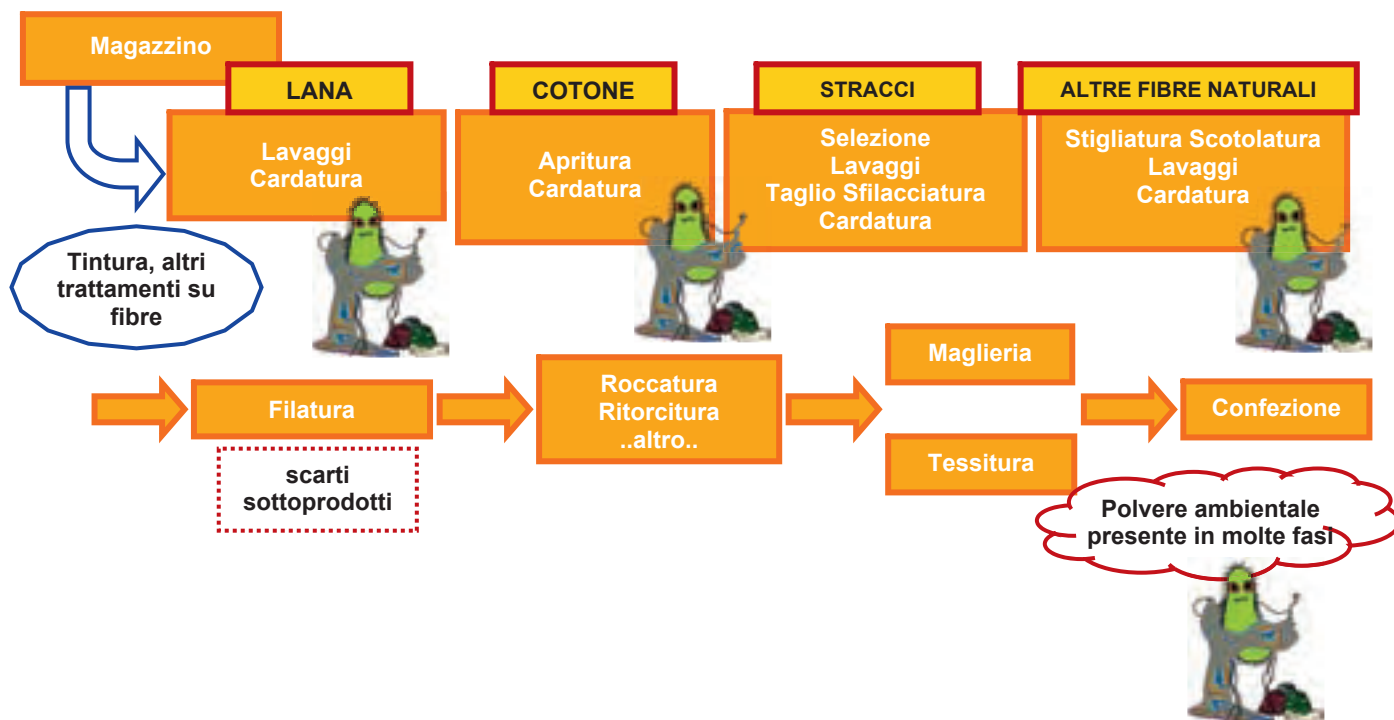 Magazzino
LANA
Lavaggi
Cardatura
COTONE
Apritura
Cardatura
STRACCI
Selezione
Lavaggi
Taglio Sfilacciatura
Cardatura
ALTRE FIBRE NATURALI
Stigliatura Scotolatura
Lavaggi
Cardatura
Tintura, altri
trattamenti su
fibre
Filatura
scarti
sottoprodotti
Roccatura
Ritorcitura
..altro..
Maglieria
Tessitura
Confezione
Polvere ambientale
presente in molte fasi